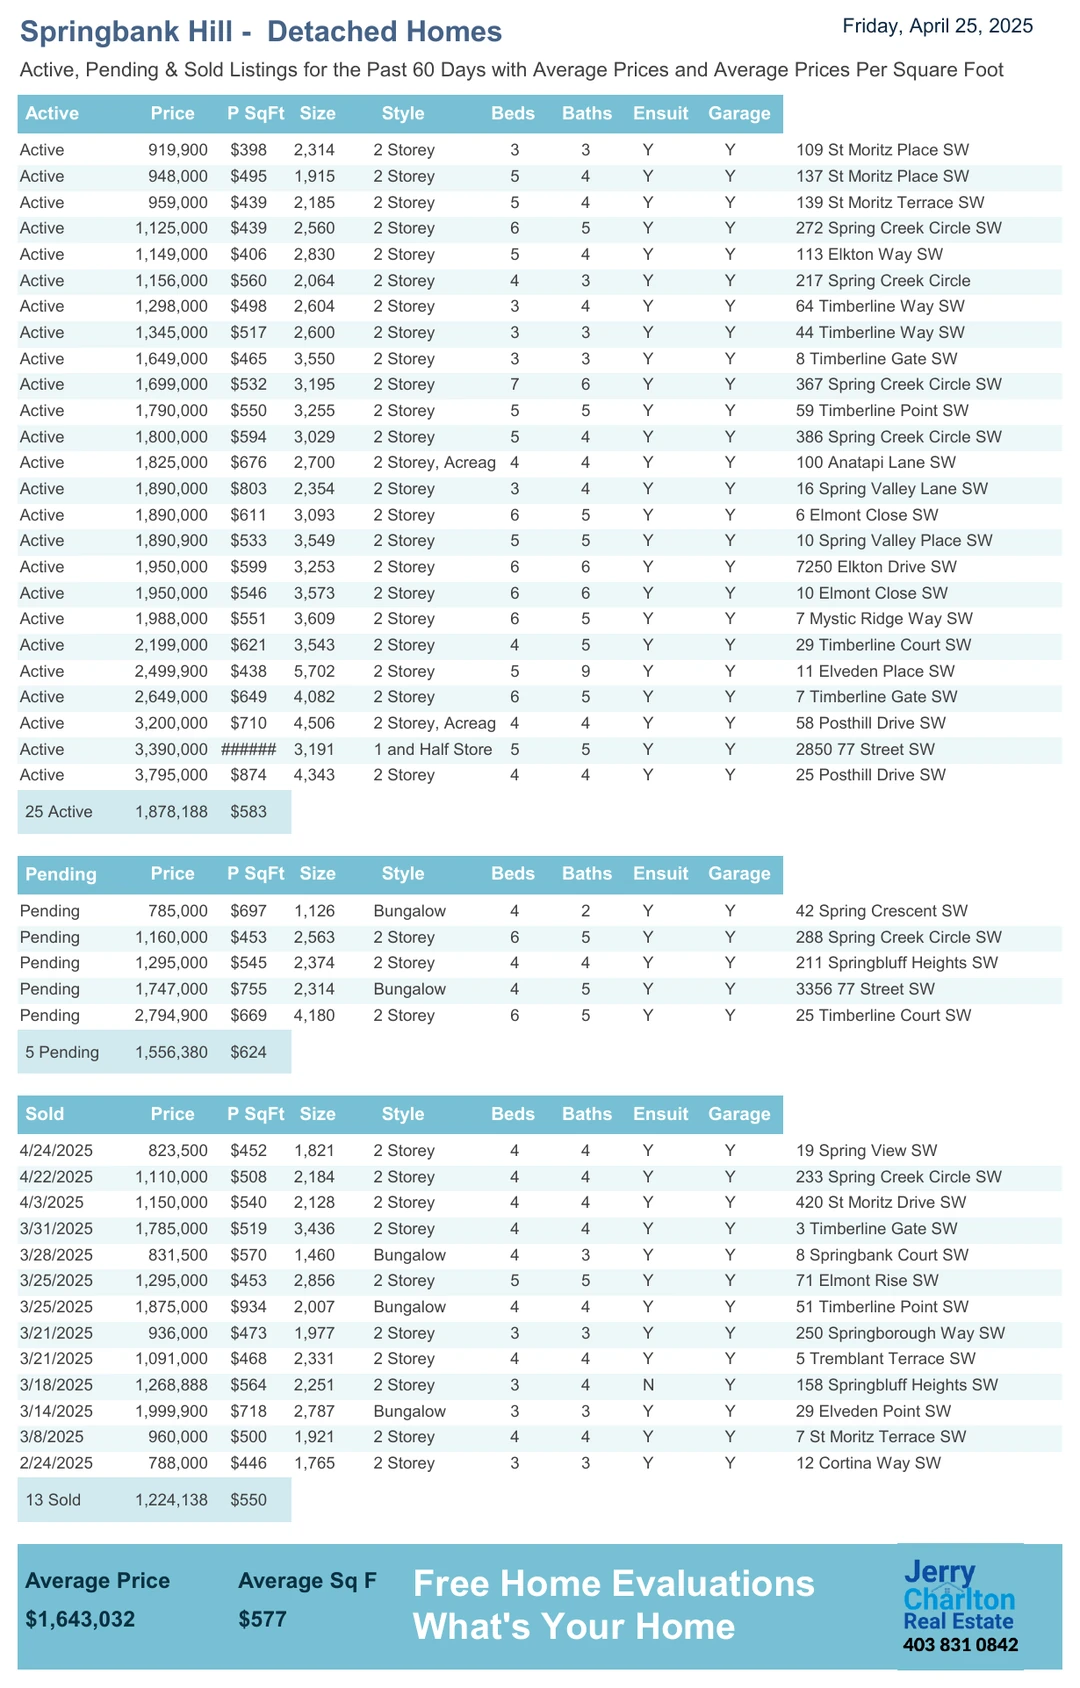 Springbank Hill -  Detached Homes
Friday, April 25, 2025
Active, Pending & Sold Listings for the Past 60 Days with Average Prices and Average Prices Per Square Foot
Active Price P SqFt Size Style Beds Baths Ensuit Garage
Active 919,900 $398 2,314 2 Storey 3 3 Y Y 109 St Moritz Place SW
Active 948,000 $495 1,915 2 Storey 5 4 Y Y 137 St Moritz Place SW
Active 959,000 $439 2,185 2 Storey 5 4 Y Y 139 St Moritz Terrace SW
Active 1,125,000 $439 2,560 2 Storey 6 5 Y Y 272 Spring Creek Circle SW
Active 1,149,000 $406 2,830 2 Storey 5 4 Y Y 113 Elkton Way SW
Active 1,156,000 $560 2,064 2 Storey 4 3 Y Y 217 Spring Creek Circle
Active 1,298,000 $498 2,604 2 Storey 3 4 Y Y 64 Timberline Way SW
Active 1,345,000 $517 2,600 2 Storey 3 3 Y Y 44 Timberline Way SW
Active 1,649,000 $465 3,550 2 Storey 3 3 Y Y 8 Timberline Gate SW
Active 1,699,000 $532 3,195 2 Storey 7 6 Y Y 367 Spring Creek Circle SW
Active 1,790,000 $550 3,255 2 Storey 5 5 Y Y 59 Timberline Point SW
Active 1,800,000 $594 3,029 2 Storey 5 4 Y Y 386 Spring Creek Circle SW
Active 1,825,000 $676 2,700 2 Storey, Acreag 4 4 Y Y 100 Anatapi Lane SW
Active 1,890,000 $803 2,354 2 Storey 3 4 Y Y 16 Spring Valley Lane SW
Active 1,890,000 $611 3,093 2 Storey 6 5 Y Y 6 Elmont Close SW
Active 1,890,900 $533 3,549 2 Storey 5 5 Y Y 10 Spring Valley Place SW
Active 1,950,000 $599 3,253 2 Storey 6 6 Y Y 7250 Elkton Drive SW
Active 1,950,000 $546 3,573 2 Storey 6 6 Y Y 10 Elmont Close SW
Active 1,988,000 $551 3,609 2 Storey 6 5 Y Y 7 Mystic Ridge Way SW
Active 2,199,000 $621 3,543 2 Storey 4 5 Y Y 29 Timberline Court SW
Active 2,499,900 $438 5,702 2 Storey 5 9 Y Y 11 Elveden Place SW
Active 2,649,000 $649 4,082 2 Storey 6 5 Y Y 7 Timberline Gate SW
Active 3,200,000 $710 4,506 2 Storey, Acreag 4 4 Y Y 58 Posthill Drive SW
Active 3,390,000 ###### 3,191 1 and Half Store 5 5 Y Y 2850 77 Street SW
Active 3,795,000 $874 4,343 2 Storey 4 4 Y Y 25 Posthill Drive SW
25 Active 1,878,188 $583
Pending Price P SqFt Size Style Beds Baths Ensuit Garage
Pending 785,000 $697 1,126 Bungalow 4 2 Y Y 42 Spring Crescent SW
Pending 1,160,000 $453 2,563 2 Storey 6 5 Y Y 288 Spring Creek Circle SW
Pending 1,295,000 $545 2,374 2 Storey 4 4 Y Y 211 Springbluff Heights SW
Pending 1,747,000 $755 2,314 Bungalow 4 5 Y Y 3356 77 Street SW
Pending 2,794,900 $669 4,180 2 Storey 6 5 Y Y 25 Timberline Court SW
5 Pending 1,556,380 $624
Sold Price P SqFt Size Style Beds Baths Ensuit Garage
4/24/2025 823,500 $452 1,821 2 Storey 4 4 Y Y 19 Spring View SW
4/22/2025 1,110,000 $508 2,184 2 Storey 4 4 Y Y 233 Spring Creek Circle SW
4/3/2025 1,150,000 $540 2,128 2 Storey 4 4 Y Y 420 St Moritz Drive SW
3/31/2025 1,785,000 $519 3,436 2 Storey 4 4 Y Y 3 Timberline Gate SW
3/28/2025 831,500 $570 1,460 Bungalow 4 3 Y Y 8 Springbank Court SW
3/25/2025 1,295,000 $453 2,856 2 Storey 5 5 Y Y 71 Elmont Rise SW
3/25/2025 1,875,000 $934 2,007 Bungalow 4 4 Y Y 51 Timberline Point SW
3/21/2025 936,000 $473 1,977 2 Storey 3 3 Y Y 250 Springborough Way SW
3/21/2025 1,091,000 $468 2,331 2 Storey 4 4 Y Y 5 Tremblant Terrace SW
3/18/2025 1,268,888 $564 2,251 2 Storey 3 4 N Y 158 Springbluff Heights SW
3/14/2025 1,999,900 $718 2,787 Bungalow 3 3 Y Y 29 Elveden Point SW
3/8/2025 960,000 $500 1,921 2 Storey 4 4 Y Y 7 St Moritz Terrace SW
2/24/2025 788,000 $446 1,765 2 Storey 3 3 Y Y 12 Cortina Way SW
13 Sold 1,224,138 $550
Average Price Average Sq F
$1,643,032 $577
Free Home Evaluations
What's Your Home
Jerry
Charlton
Real Estate
403 831 0842